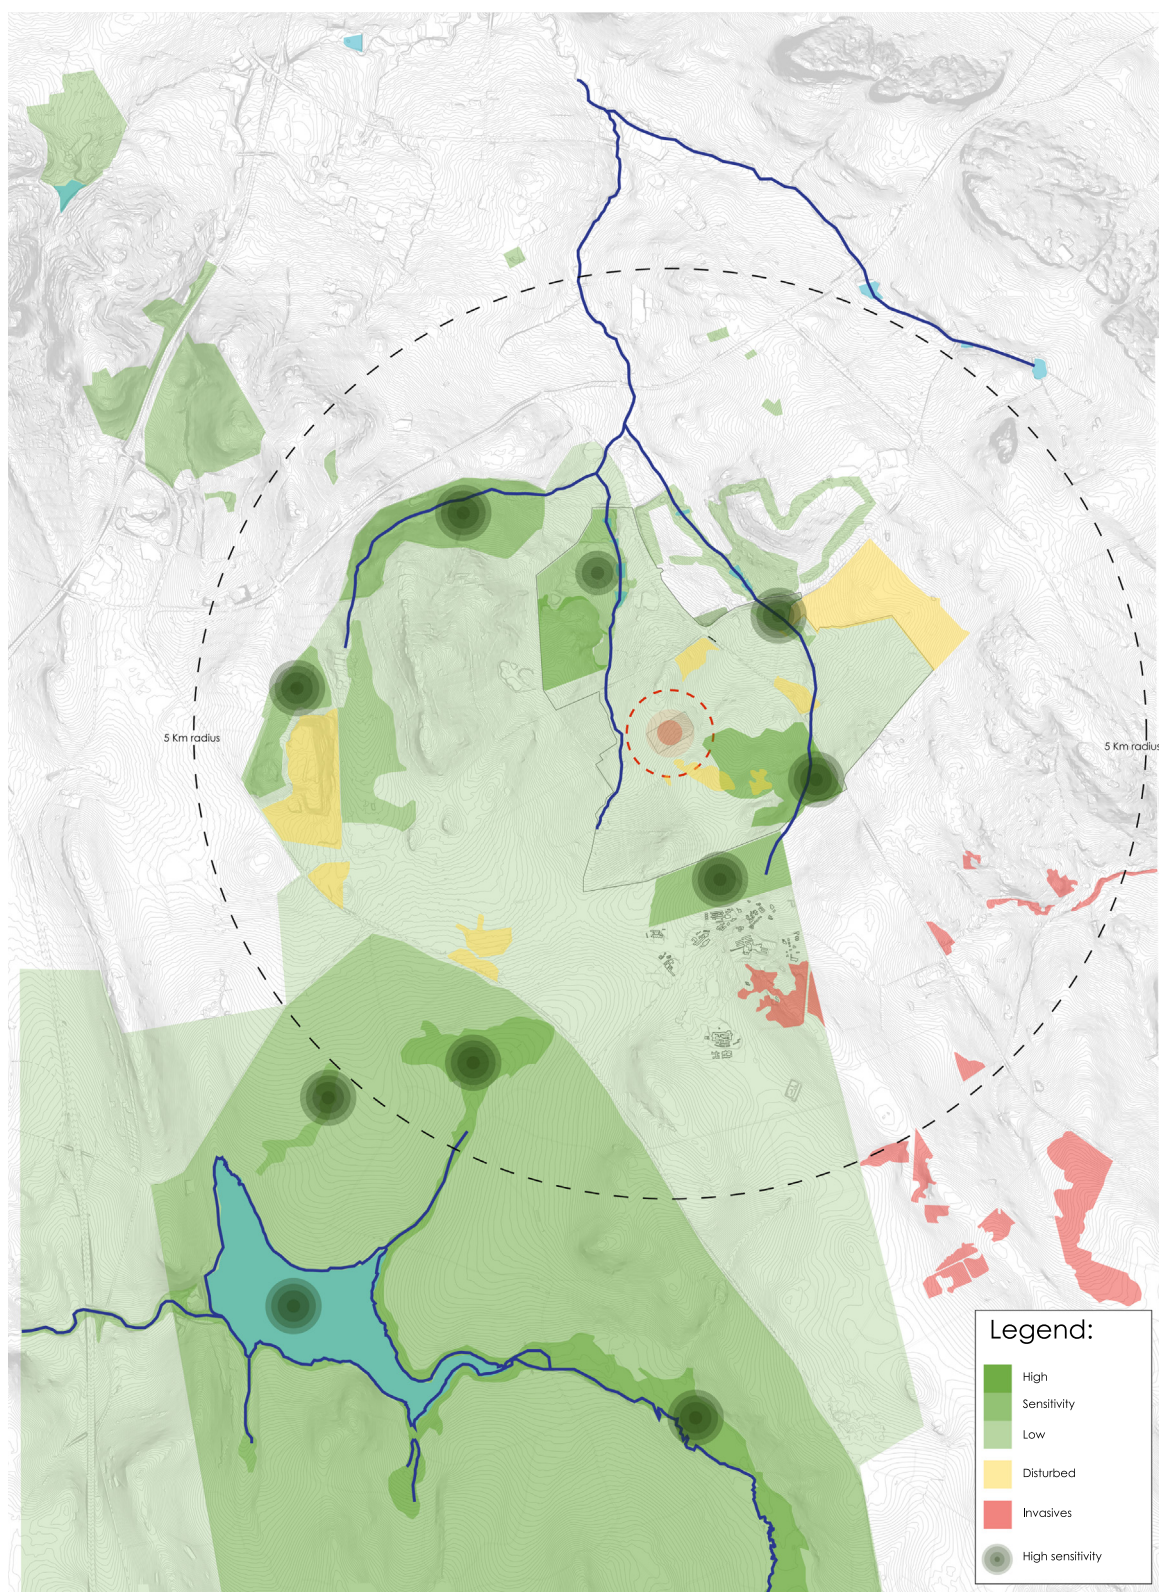 5 Km radius
5 Km radius
Legend:
High
Sensitivity
Low
Disturbed
Invasives
High sensitivity